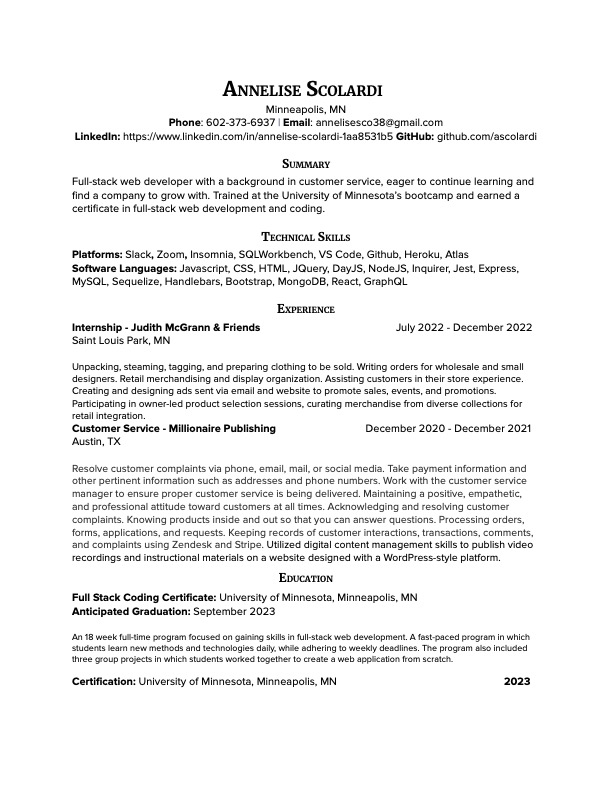 Annelise Scolardi
Minneapolis, MN
Phone: 602-373-6937 | Email: annelisesco38@gmail.com
LinkedIn: https://www.linkedin.com/in/annelise-scolardi-1aa8531b5 GitHub: github.com/ascolardi
Summary
Full-stack web developer with a background in customer service, eager to continue learning and
find a company to grow with. Trained at the University of Minnesota's bootcamp and earned a
certificate in full-stack web development and coding.
Technical Skills
Platforms: Slack, Zoom, Insomnia, SQLWorkbench, VS Code, Github, Heroku, Atlas
Software Languages: Javascript, CSS, HTML, JQuery, DayJS, NodeJS, Inquirer, Jest, Express,
MySQL, Sequelize, Handlebars, Bootstrap, MongoDB, React, GraphQL
Experience
Internship - Judith McGrann & Friends July 2022 - December 2022
Saint Louis Park, MN
Unpacking, steaming, tagging, and preparing clothing to be sold. Writing orders for wholesale and small
designers. Retail merchandising and display organization. Assisting customers in their store experience.
Creating and designing ads sent via email and website to promote sales, events, and promotions.
Participating in owner-led product selection sessions, curating merchandise from diverse collections for
retail integration.
Customer Service - Millionaire Publishing December 2020 - December 2021
Austin, TX
Resolve customer complaints via phone, email, mail, or social media. Take payment information and
other pertinent information such as addresses and phone numbers. Work with the customer service
manager to ensure proper customer service is being delivered. Maintaining a positive, empathetic,
and professional attitude toward customers at all times. Acknowledging and resolving customer
complaints. Knowing products inside and out so that you can answer questions. Processing orders,
forms, applications, and requests. Keeping records of customer interactions, transactions, comments,
and complaints using Zendesk and Stripe. Utilized digital content management skills to publish video
recordings and instructional materials on a website designed with a WordPress-style platform.
Education
Full Stack Coding Certificate: University of Minnesota, Minneapolis, MN
Anticipated Graduation: September 2023
An 18 week full-time program focused on gaining skills in full-stack web development. A fast-paced program in which
students learn new methods and technologies daily, while adhering to weekly deadlines. The program also included
three group projects in which students worked together to create a web application from scratch.
Certification: University of Minnesota, Minneapolis, MN 2023